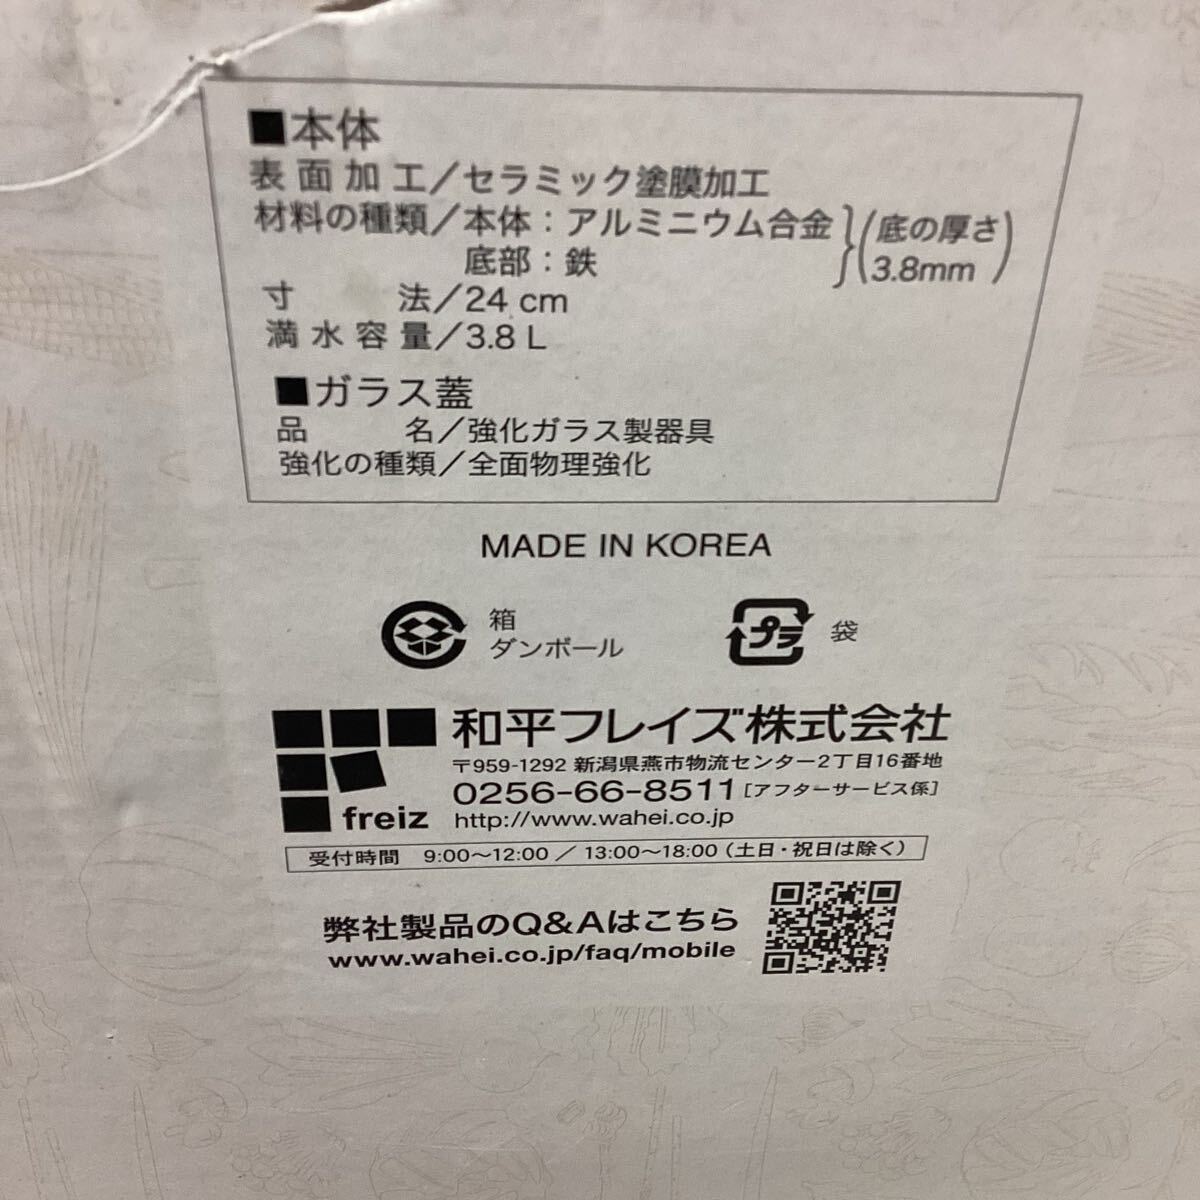 ■本体
表面加工/セラミック塗膜加工
材料の種類/本体:アルミニウム合金
底部:鉄
(底の厚さ
3.8mm)
寸法/24 cm
満水容量/3.8 L
■ガラス蓋
品名/強化ガラス製器具
強化の種類/全面物理強化
MADE IN KOREA
箱
ダンボール
プラ
袋
freiz
和平フレイズ株式会社
〒959-1292 新潟県燕市物流センター2丁目16番地
0256-66-8511[アフターサービス係]
http://www.wahei.co.jp
受付時間 9:00〜12:00 / 13:00〜18:00(土日・祝日は除く)
弊社製品のQ&Aはこちら
www.wahei.co.jp/faq/mobile